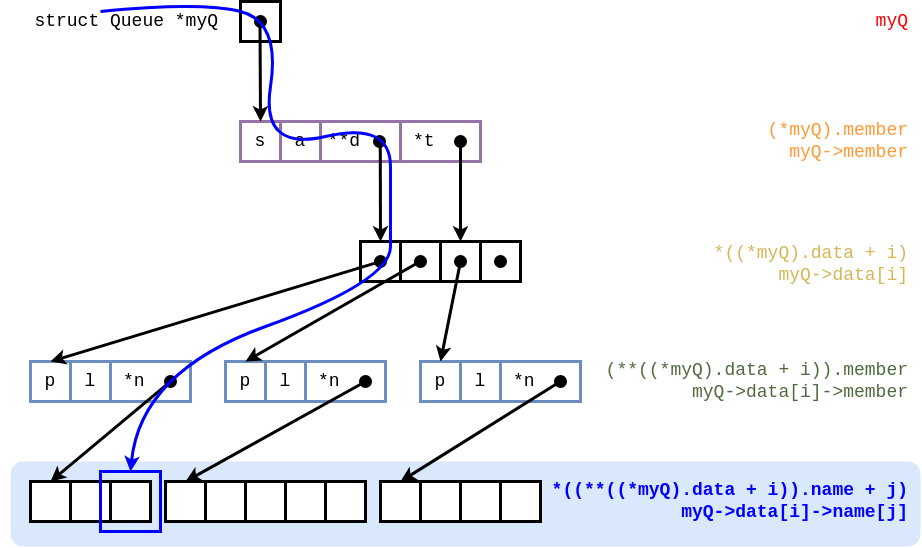 struct Queue *myQ
myQ
s a **d *t
(*myQ).member
myQ->member
*((*myQ).data + i)
myQ->data[i]
p l *n p l *n p l *n
(**((*myQ).data + i)).member
myQ->data[i]->member
*((**((*myQ).data + i)).name + j)
myQ->data[i]->name[j]